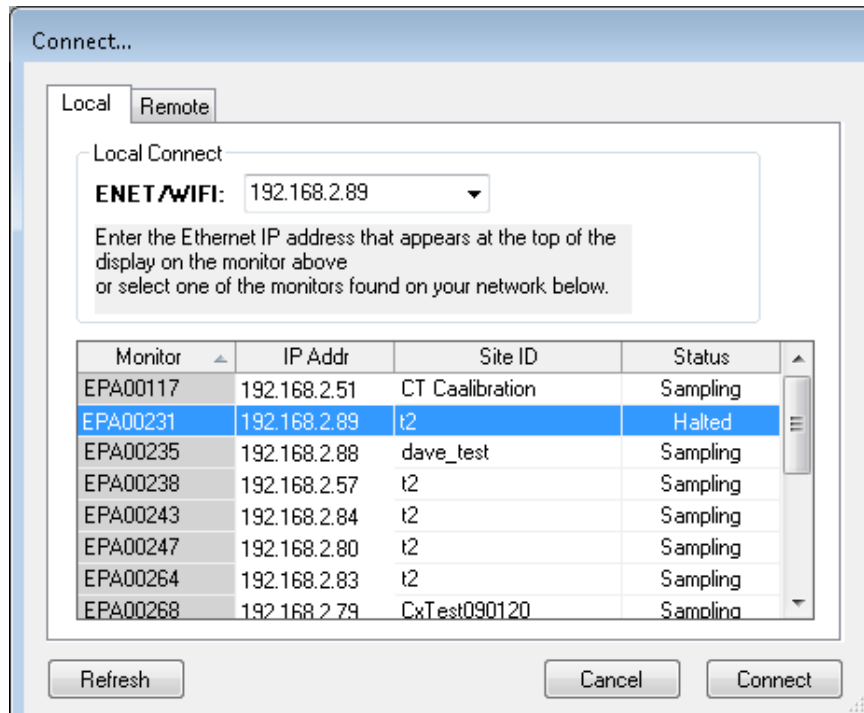 Connect...
Local Remote
Local Connect
ENET/WIFI: 192.168.2.89
Enter the Ethernet IP address that appears at the top of the
display on the monitor above
or select one of the monitors found on your network below.
Monitor IP Addr Site ID Status
EPA00117 192.168.2.51 CT Caalibration Sampling
EPA00231 192.168.2.89 t2 Halted
EPA00235 192.168.2.88 dave_test Sampling
EPA00238 192.168.2.57 t2 Sampling
EPA00243 192.168.2.84 t2 Sampling
EPA00247 192.168.2.80 t2 Sampling
EPA00264 192.168.2.83 t2 Sampling
EPA00268 192.168.2.79 CxTest090120 Sampling
Refresh Cancel Connect